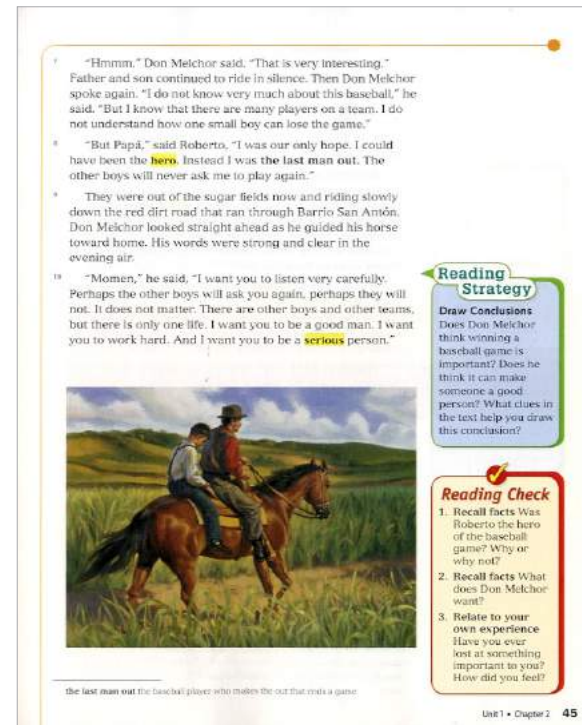 7 "Hmmm." Don Melchor said. "That is very interesting."
Father and son continued to ride in silence. Then Don Melchor
spoke again. "I do not know very much about this baseball," he
said. "But I know that there are many players on a team. I do
not understand how one small boy can lose the game."
8 "But Papá," said Roberto, "I was our only hope. I could
have been the hero. Instead I was the last man out. The
other boys will never ask me to play again."
9 They were out of the sugar fields now and riding slowly
down the red dirt road that ran through Barrio San Antón.
Don Melchor looked straight ahead as he guided his horse
toward home. His words were strong and clear in the
evening air.
10 "Momen," he said, "I want you to listen very carefully.
Perhaps the other boys will ask you again, perhaps they will
not. It does not matter. There are other boys and other teams,
but there is only one life. I want you to be a good man. I want
you to work hard. And I want you to be a serious person."
Reading
Strategy
Draw Conclusions
Does Don Melchor
think winning a
baseball game is
important? Does he
think it can make
someone a good
person? What clues in
the text help you draw
this conclusion?
Reading Check
1. Recall facts Was
Roberto the hero
of the baseball
game? Why or
why not?
2. Recall facts What
does Don Melchor
want?
3. Relate to your
own experience
Have you ever
lost at something
important to you?
How did you feel?
the last man out the baseball player who makes the out that ends a game
Unit 1 • Chapter 2 45